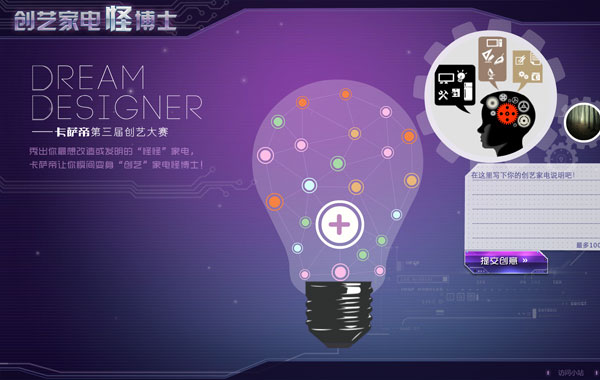 创艺家电怪博士
DREAM
DESIGNER
——卡萨帝第三届创艺大赛
秀出你最想改造或发明的“怪怪”家电，
卡萨帝让你瞬间变身“创艺”家电怪博士！
在这里写下你的创艺家电说明吧！
最多100
提交创意 »
访问小站